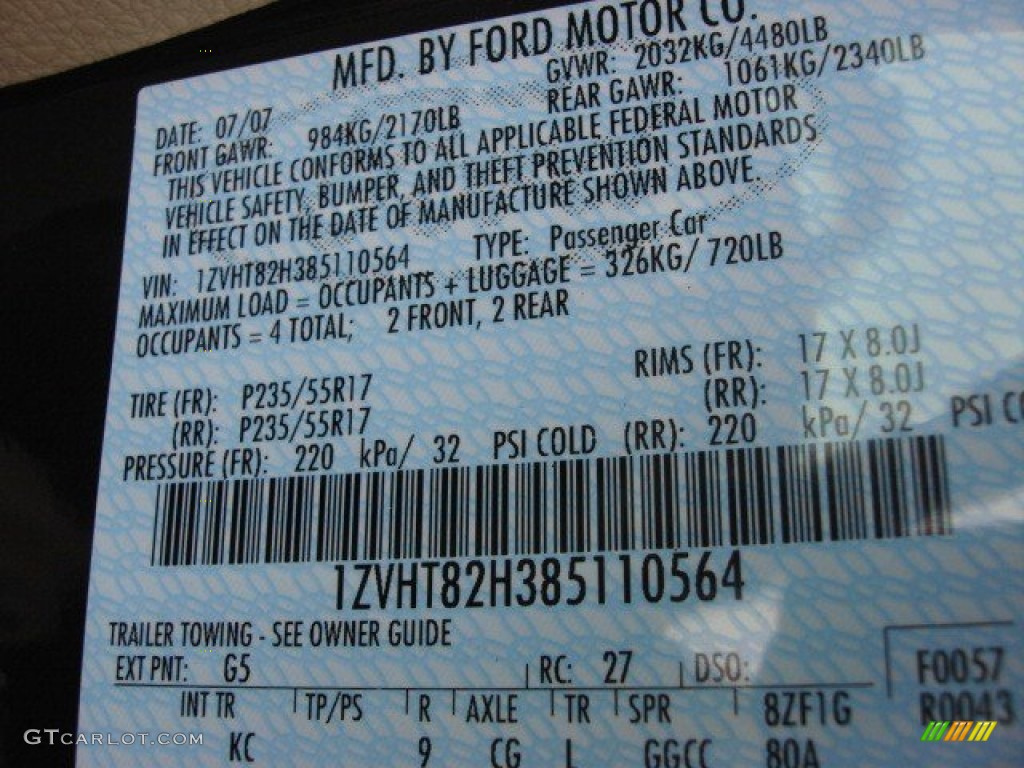 MFD. BY FORD MOTOR CO.
DATE: 07/07 GVWR: 2032KG/4480LB
FRONT GAWR: 984KG/2170LB REAR GAWR: 1061KG/2340LB
THIS VEHICLE CONFORMS TO ALL APPLICABLE FEDERAL MOTOR
VEHICLE SAFETY, BUMPER, AND THEFT PREVENTION STANDARDS
IN EFFECT ON THE DATE OF MANUFACTURE SHOWN ABOVE.
VIN: 1ZVHT82H385110564 TYPE: Passenger Car
MAXIMUM LOAD = OCCUPANTS + LUGGAGE = 326KG/ 720LB
OCCUPANTS = 4 TOTAL; 2 FRONT, 2 REAR
TIRE (FR): P235/55R17 RIMS (FR): 17 X 8.0J
(RR): P235/55R17 (RR): 17 X 8.0J
PRESSURE (FR): 220 kPa/ 32 PSI COLD (RR): 220 kPa/ 32 PSI
1ZVHT82H385110564
TRAILER TOWING - SEE OWNER GUIDE
EXT PNT: G5 RC: 27 DSO: F0057
INT TR TP/PS R AXLE TR SPR 8ZF1G R0043
KC 9 CG L GGCC 80A
GTCARLOT.COM